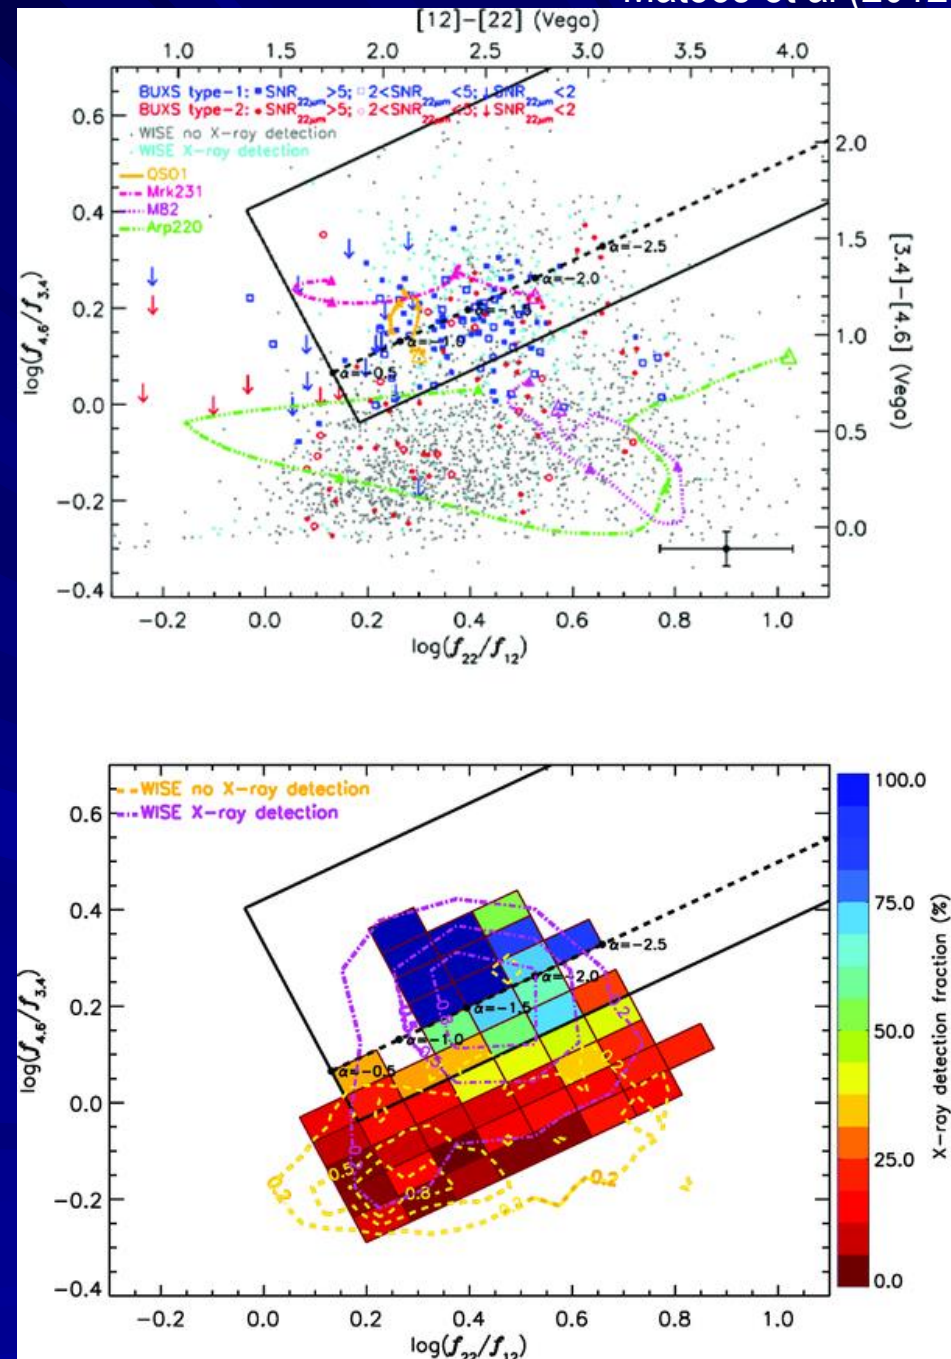 [12]−[22] (Vega)
1.0 1.5 2.0 2.5 3.0 3.5 4.0
BUXS type−1: SNR22μm>5; 2<SNR22μm<5; ↓SNR22μm<2
BUXS type−2: SNR22μm>5; 2<SNR22μm<5; ↓SNR22μm<2
WISE no X−ray detection
WISE X−ray detection
QSO1
Mrk231
M82
Arp220
0.6
0.4
0.2
0.0
−0.2
−0.4
log(f4.6/f3.4)
2.0
1.5
1.0
0.5
0.0
[3.4]−[4.6] (Vega)
α=−2.5
α=−2.0
α=−1.5
α=−1.0
α=−0.5
−0.2 0.0 0.2 0.4 0.6 0.8 1.0
log(f22/f12)
WISE no X−ray detection
WISE X−ray detection
0.6
0.4
0.2
0.0
−0.2
−0.4
log(f4.6/f3.4)
α=−2.5
α=−2.0
α=−1.5
α=−1.0
α=−0.5
0.2
0.5
0.8
0.2
0.2
100.0
75.0
50.0
25.0
0.0
X−ray detection fraction (%)
−0.2 0.0 0.2 0.4 0.6 0.8 1.0
log(f22/f12)